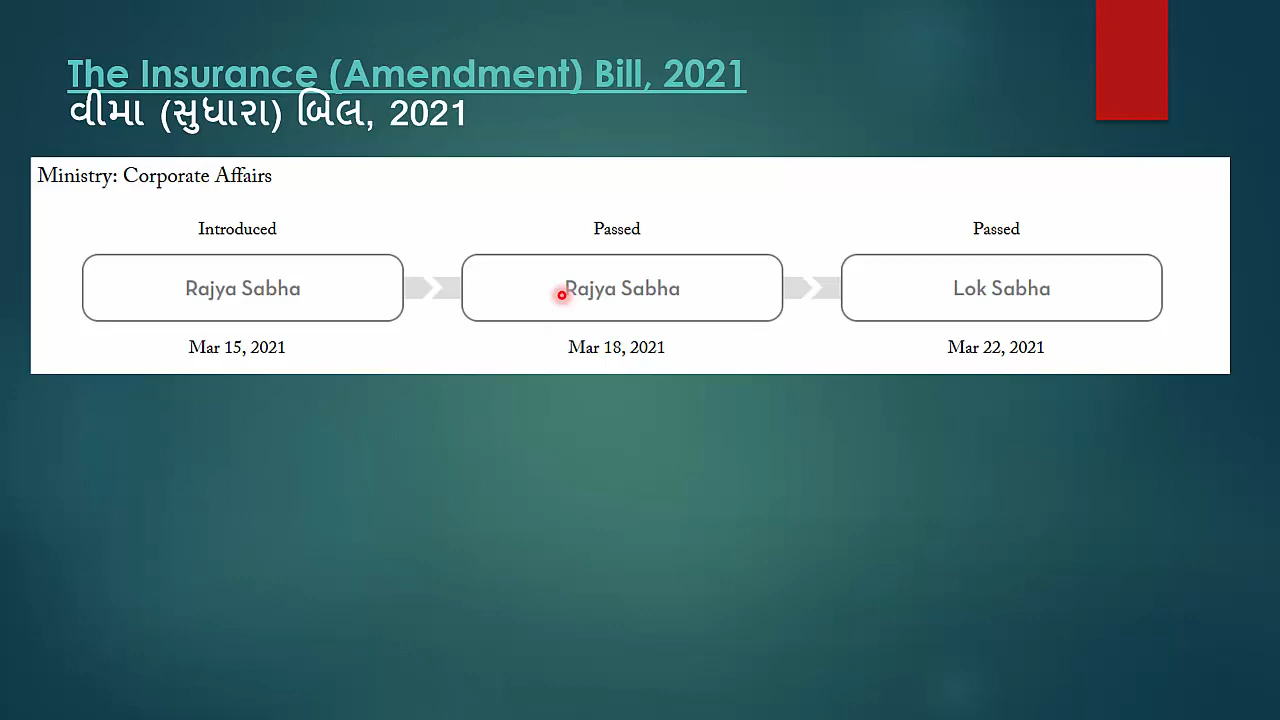 The Insurance (Amendment) Bill, 2021
વીમા (સુધારા) બિલ, 2021
Ministry: Corporate Affairs
Introduced Passed Passed
Rajya Sabha Rajya Sabha Lok Sabha
Mar 15, 2021 Mar 18, 2021 Mar 22, 2021